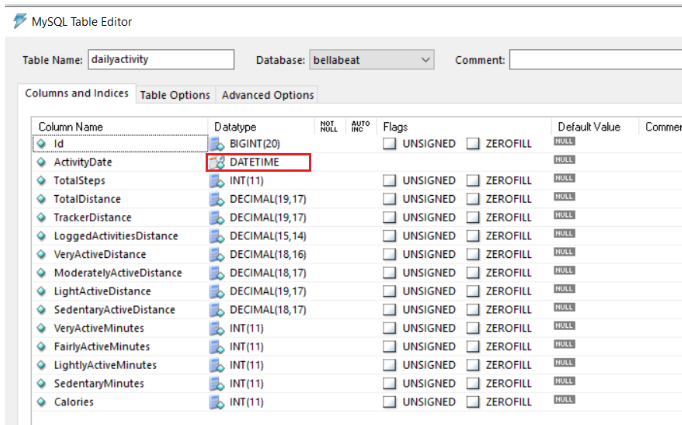 MySQL Table Editor
Table Name: dailyactivity Database: bellabeat Comment:
Columns and Indices Table Options Advanced Options
Column Name Datatype NOT NULL AUTO INC Flags Default Value Commen
Id BIGINT(20) UNSIGNED ZEROFILL NULL
ActivityDate DATETIME NULL
TotalSteps INT(11) UNSIGNED ZEROFILL NULL
TotalDistance DECIMAL(19,17) UNSIGNED ZEROFILL NULL
TrackerDistance DECIMAL(19,17) UNSIGNED ZEROFILL NULL
LoggedActivitiesDistance DECIMAL(15,14) UNSIGNED ZEROFILL NULL
VeryActiveDistance DECIMAL(18,16) UNSIGNED ZEROFILL NULL
ModeratelyActiveDistance DECIMAL(18,17) UNSIGNED ZEROFILL NULL
LightActiveDistance DECIMAL(19,17) UNSIGNED ZEROFILL NULL
SedentaryActiveDistance DECIMAL(18,17) UNSIGNED ZEROFILL NULL
VeryActiveMinutes INT(11) UNSIGNED ZEROFILL NULL
FairlyActiveMinutes INT(11) UNSIGNED ZEROFILL NULL
LightlyActiveMinutes INT(11) UNSIGNED ZEROFILL NULL
SedentaryMinutes INT(11) UNSIGNED ZEROFILL NULL
Calories INT(11) UNSIGNED ZEROFILL NULL